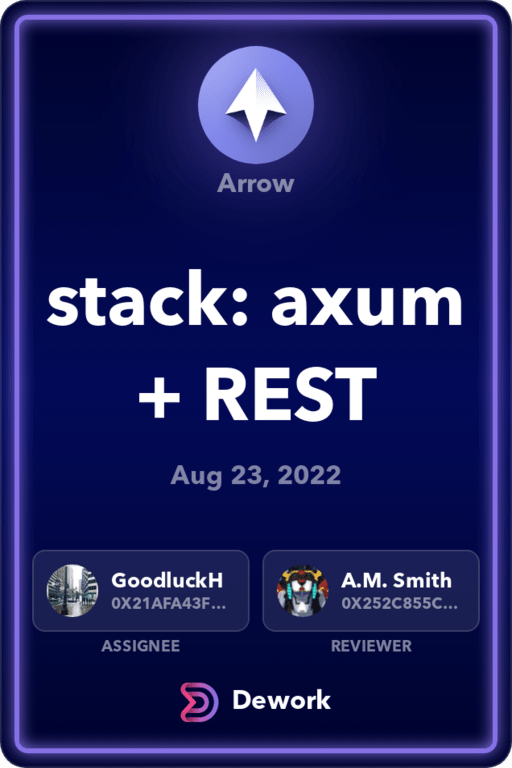 Arrow
stack: axum
+ REST
Aug 23, 2022
GoodluckH
0X21AFA43F...
ASSIGNEE
A.M. Smith
0X252C855C...
REVIEWER
Dework